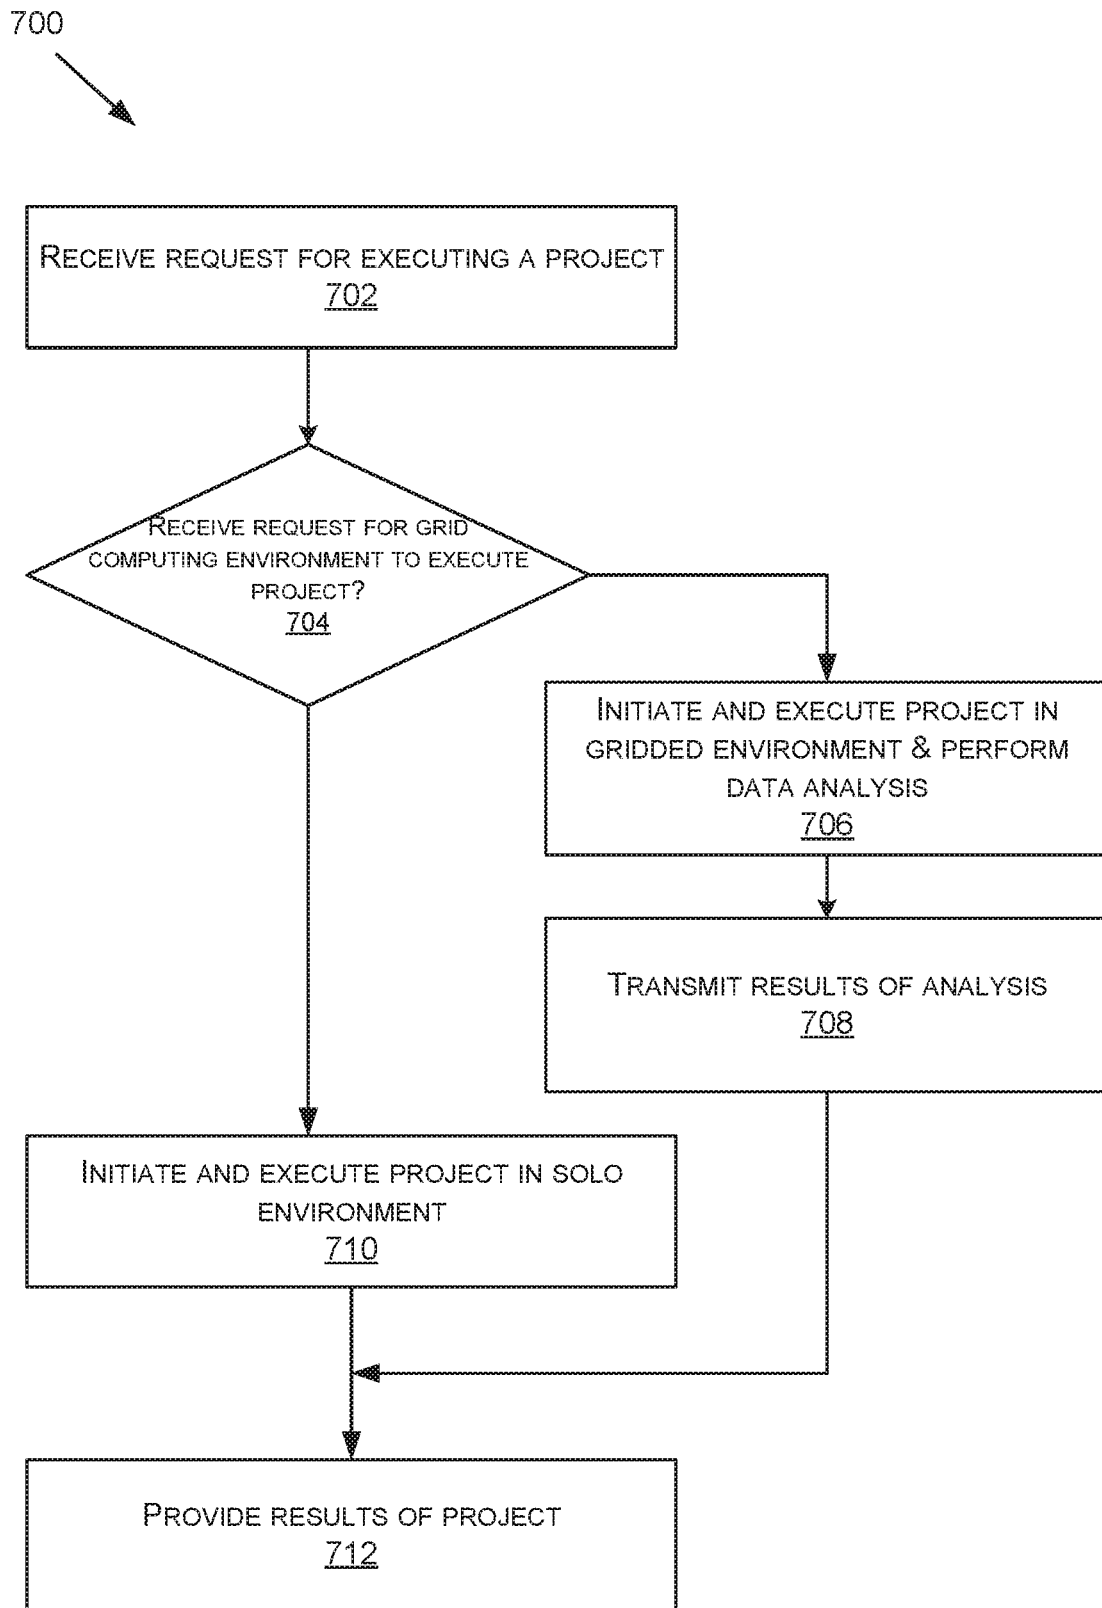 700
RECEIVE REQUEST FOR EXECUTING A PROJECT
702
RECEIVE REQUEST FOR GRID
COMPUTING ENVIRONMENT TO EXECUTE
PROJECT?
704
INITIATE AND EXECUTE PROJECT IN
GRIDDED ENVIRONMENT & PERFORM
DATA ANALYSIS
706
TRANSMIT RESULTS OF ANALYSIS
708
INITIATE AND EXECUTE PROJECT IN SOLO
ENVIRONMENT
710
PROVIDE RESULTS OF PROJECT
712